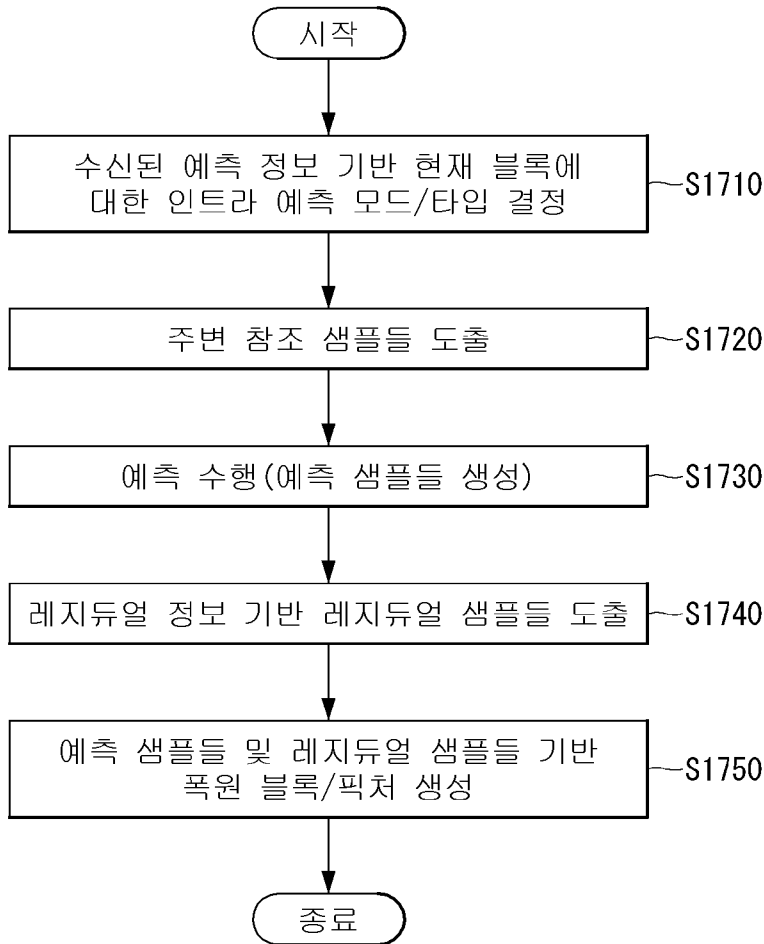 시작
수신된 예측 정보 기반 현재 블록에
대한 인트라 예측 모드/타입 결정
S1710
주변 참조 샘플들 도출
S1720
예측 수행(예측 샘플들 생성)
S1730
레지듀얼 정보 기반 레지듀얼 샘플들 도출
S1740
예측 샘플들 및 레지듀얼 샘플들 기반
폭원 블록/픽처 생성
S1750
종료